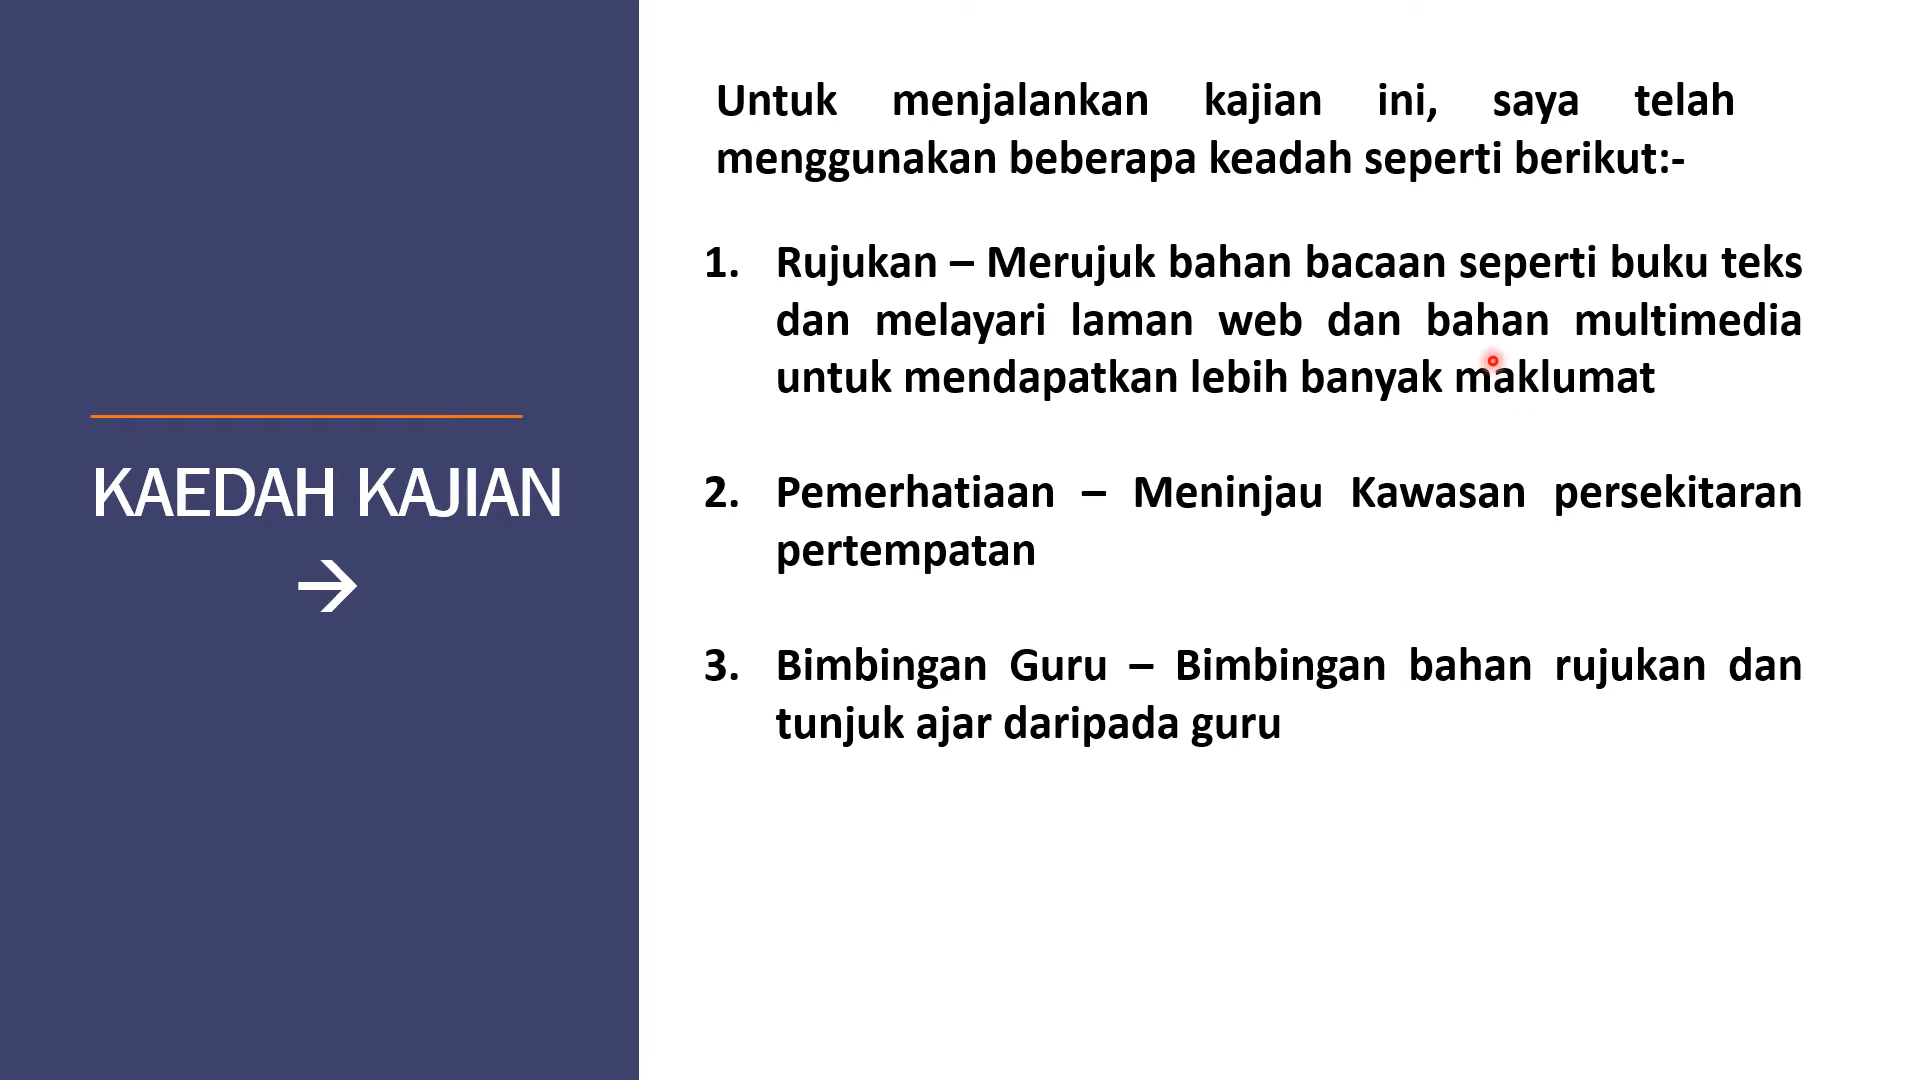 KAEDAH KAJIAN
→
Untuk menjalankan kajian ini, saya telah
menggunakan beberapa keadah seperti berikut:-
1. Rujukan – Merujuk bahan bacaan seperti buku teks
dan melayari laman web dan bahan multimedia
untuk mendapatkan lebih banyak maklumat
2. Pemerhatiaan – Meninjau Kawasan persekitaran
pertempatan
3. Bimbingan Guru – Bimbingan bahan rujukan dan
tunjuk ajar daripada guru